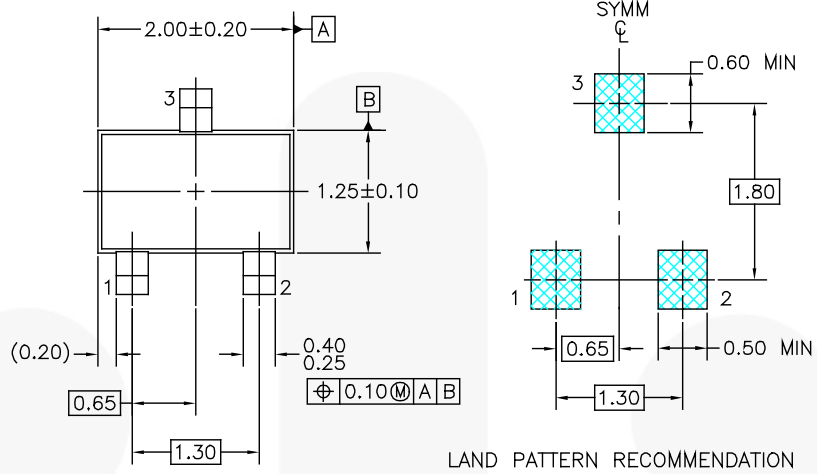 2.00±0.20
A
3
B
1.25±0.10
1
2
(0.20)
0.40
0.25
⌖ 0.10Ⓜ A B
0.65
1.30
SYMM
℄
0.60 MIN
3
1.80
1
2
0.65
0.50 MIN
1.30
LAND PATTERN RECOMMENDATION